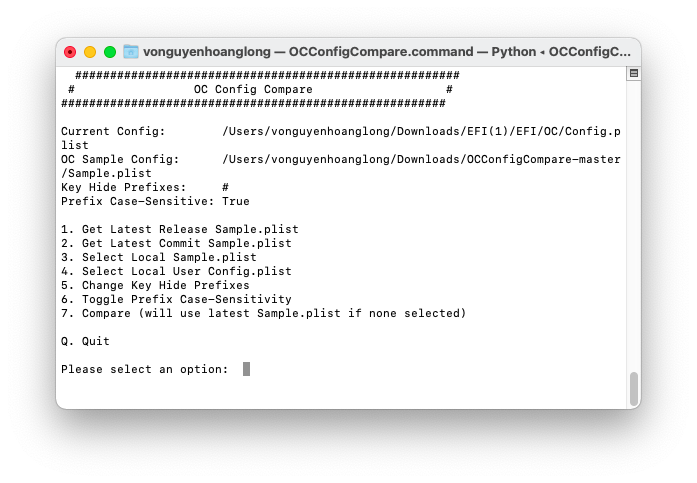 vonguyenhoanglong — OCConfigCompare.command — Python ◂ OCConfigC...
#######################################################
# OC Config Compare #
#######################################################
Current Config: /Users/vonguyenhoanglong/Downloads/EFI(1)/EFI/OC/Config.p
list
OC Sample Config: /Users/vonguyenhoanglong/Downloads/OCConfigCompare-master
/Sample.plist
Key Hide Prefixes: #
Prefix Case-Sensitive: True
1. Get Latest Release Sample.plist
2. Get Latest Commit Sample.plist
3. Select Local Sample.plist
4. Select Local User Config.plist
5. Change Key Hide Prefixes
6. Toggle Prefix Case-Sensitivity
7. Compare (will use latest Sample.plist if none selected)
Q. Quit
Please select an option: